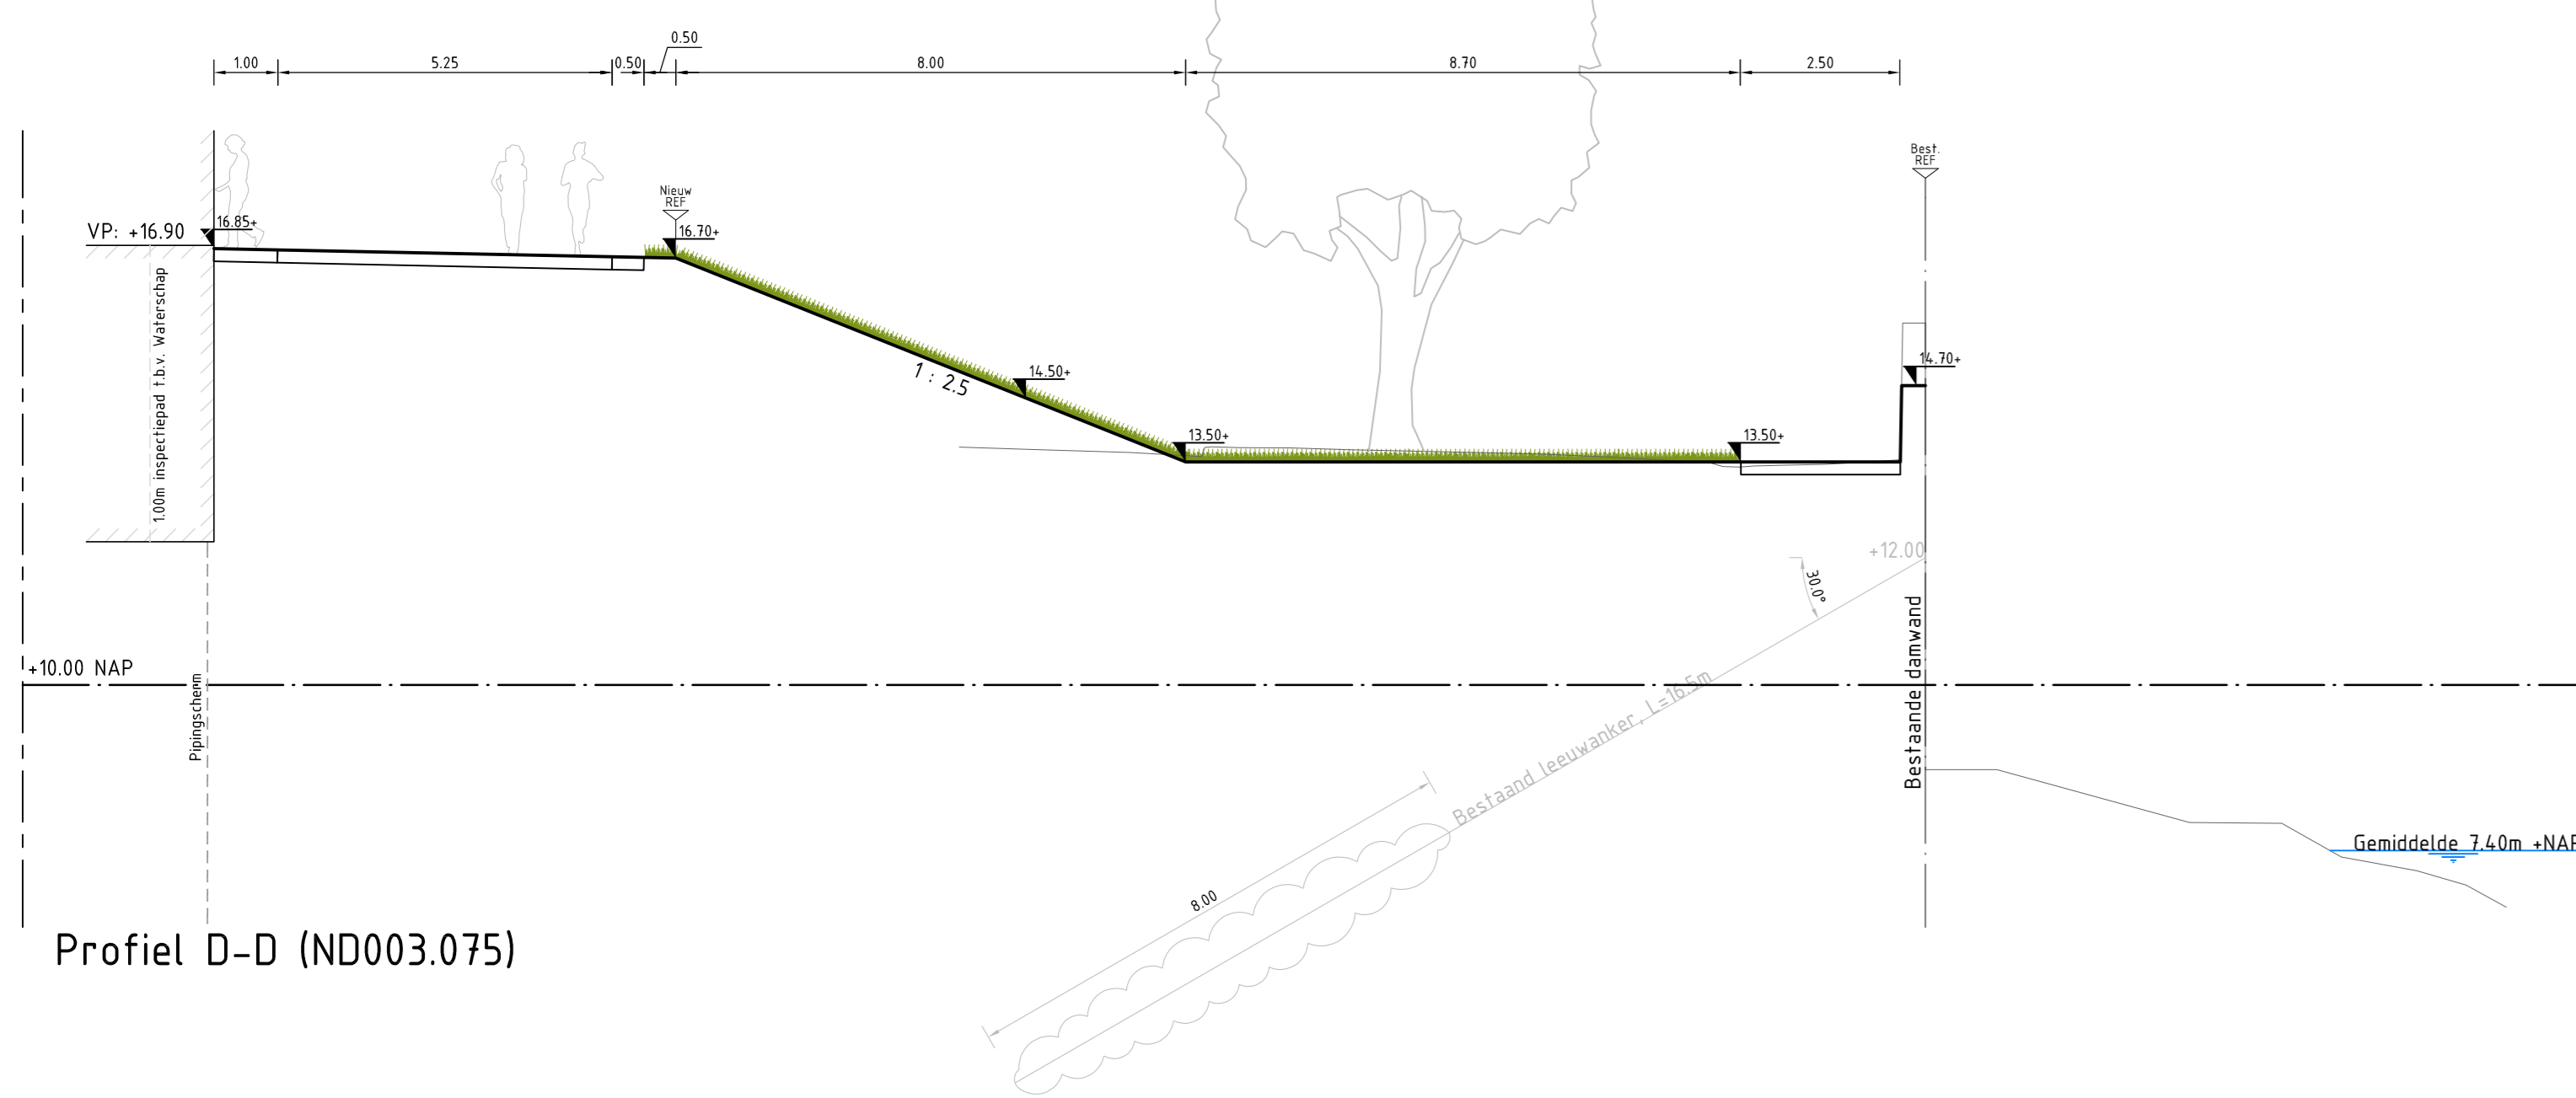 0.50
1.00
5.25
0.50
8.00
8.70
2.50
Best.
REF
Nieuw
REF
VP: +16.90
16.85+
16.70+
1.00m inspectiepad t.b.v. Waterschap
14.50+
1 : 2.5
14.70+
13.50+
13.50+
+12.00
30.0°
+10.00 NAP
Pipingscherm
Bestaande damwand
Bestaand leeuwanker, L=16.5m
8.00
Gemiddelde 7.40m +NAP
Profiel D-D (ND003.075)